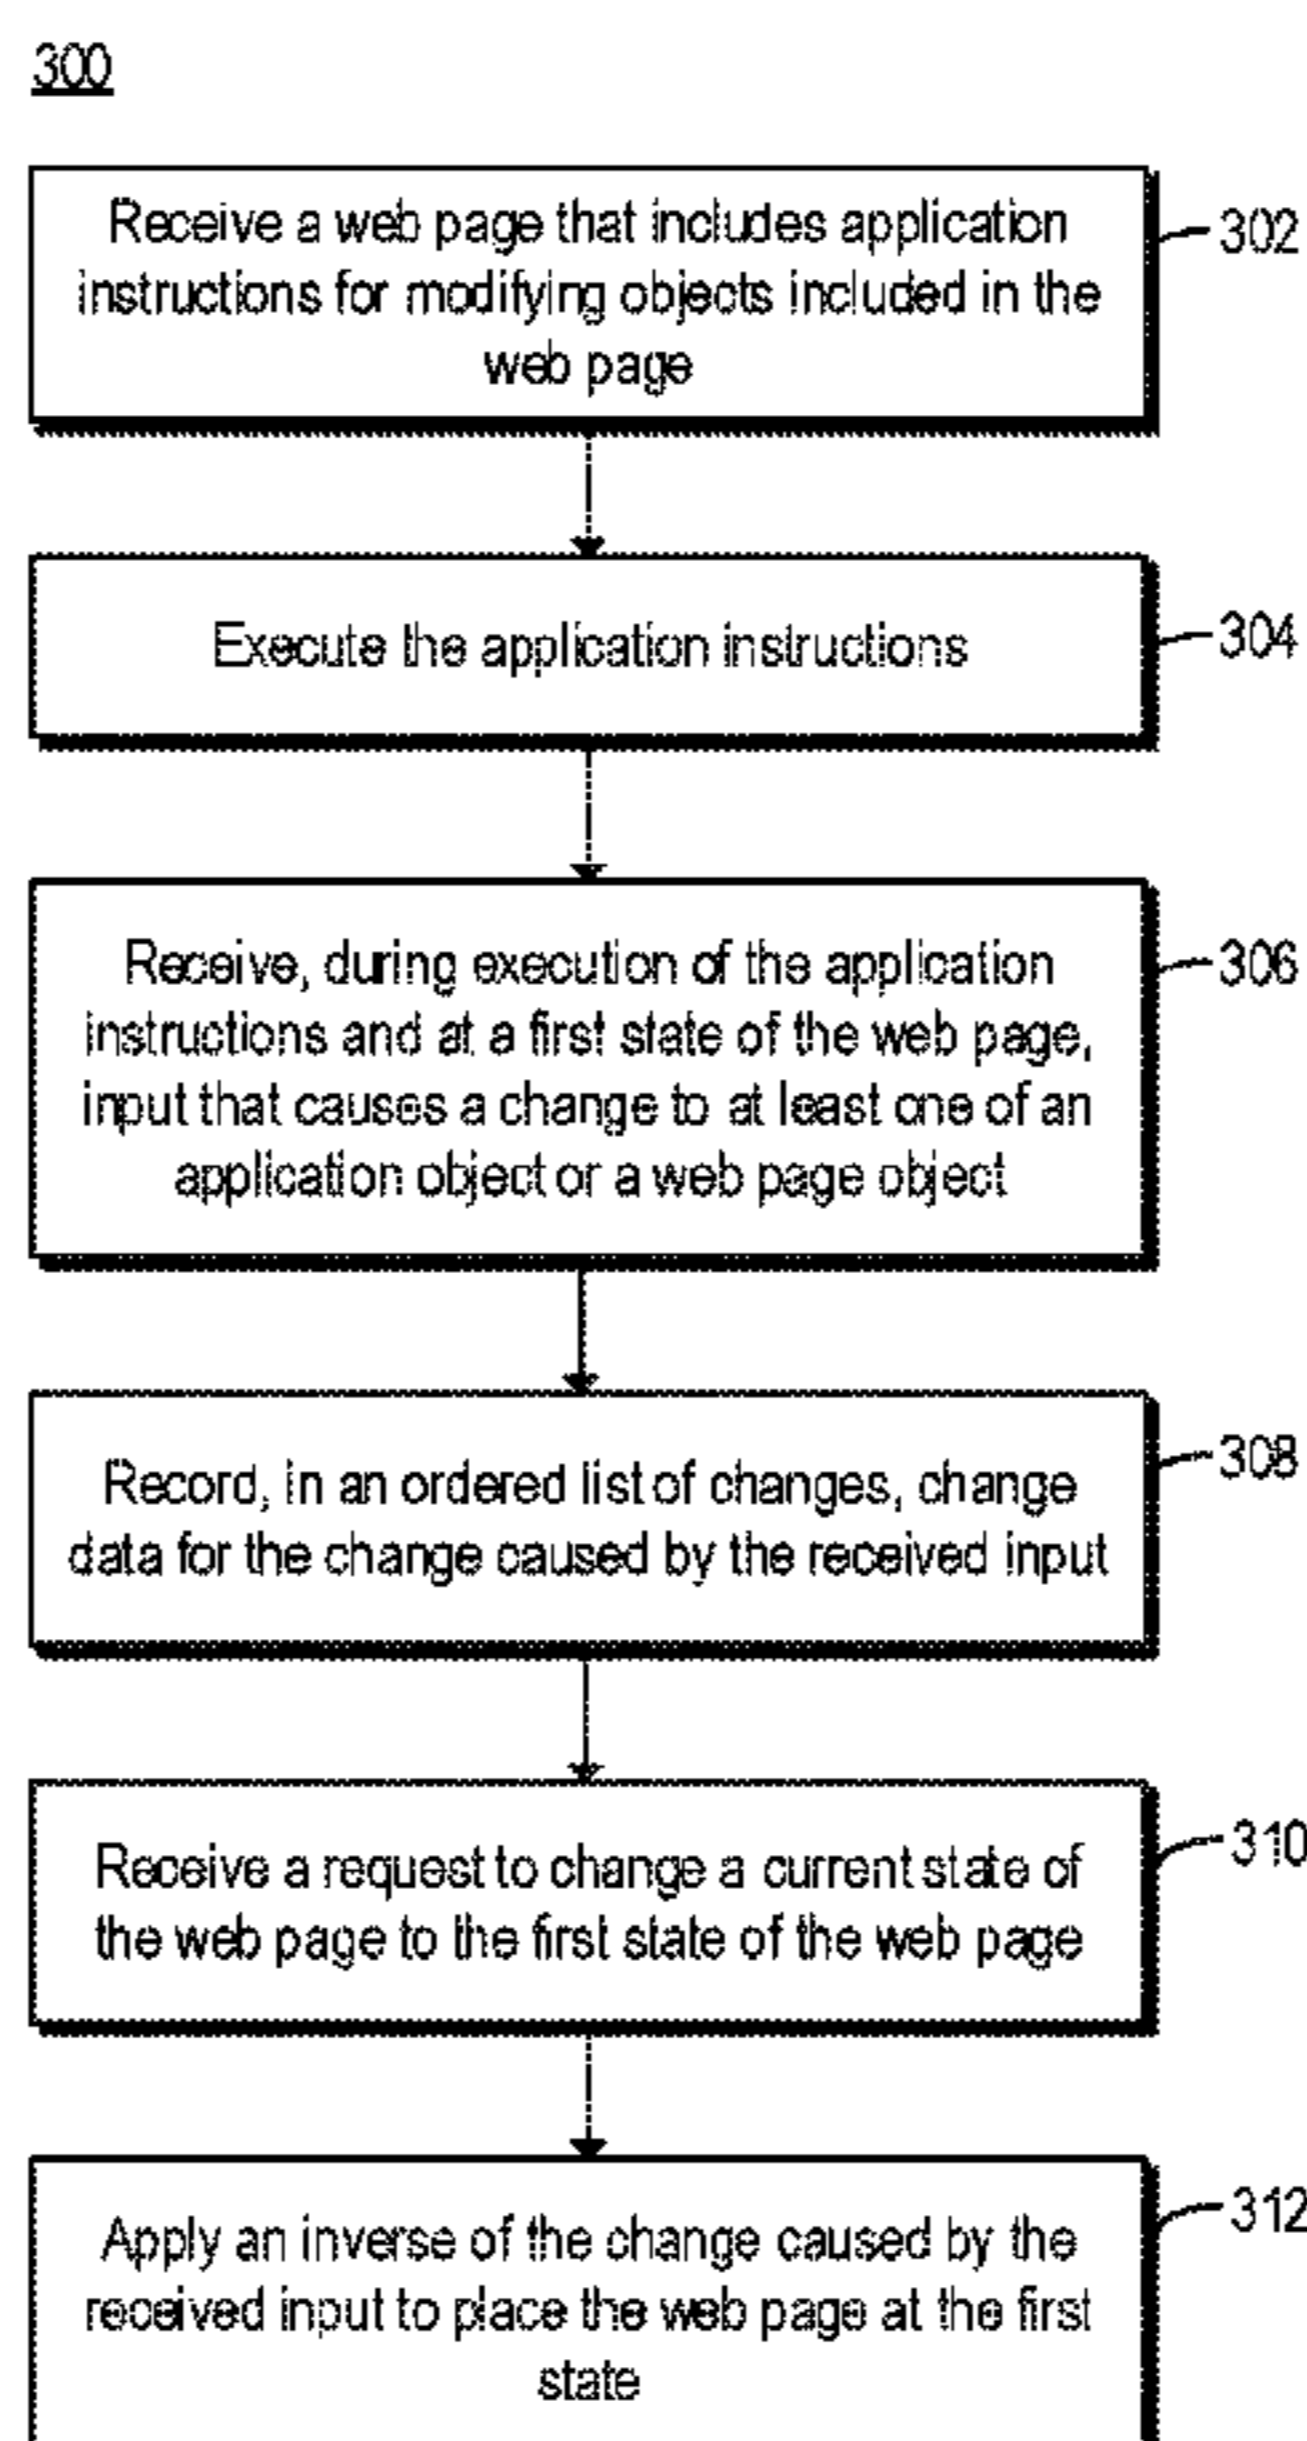 300
Receive a web page that includes application
instructions for modifying objects included in the
web page
302
Execute the application instructions
304
Receive, during execution of the application
instructions and at a first state of the web page,
input that causes a change to at least one of an
application object or a web page object
306
Record, in an ordered list of changes, change
data for the change caused by the received input
308
Receive a request to change a current state of
the web page to the first state of the web page
310
Apply an inverse of the change caused by the
received input to place the web page at the first
state
312